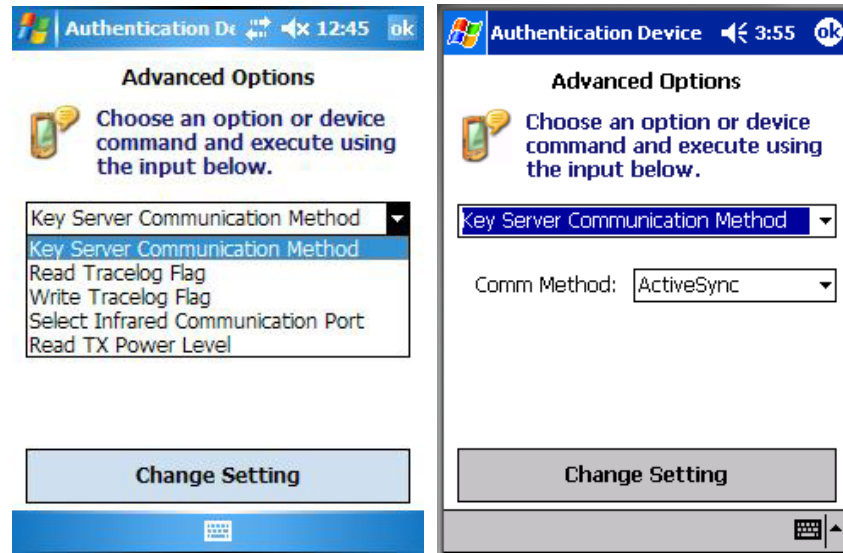 Authentication De 12:45 ok
Advanced Options
Choose an option or device
command and execute using
the input below.
Key Server Communication Method
Key Server Communication Method
Read Tracelog Flag
Write Tracelog Flag
Select Infrared Communication Port
Read TX Power Level
Change Setting
Authentication Device 3:55 ok
Advanced Options
Choose an option or device
command and execute using
the input below.
Key Server Communication Method
Comm Method: ActiveSync
Change Setting